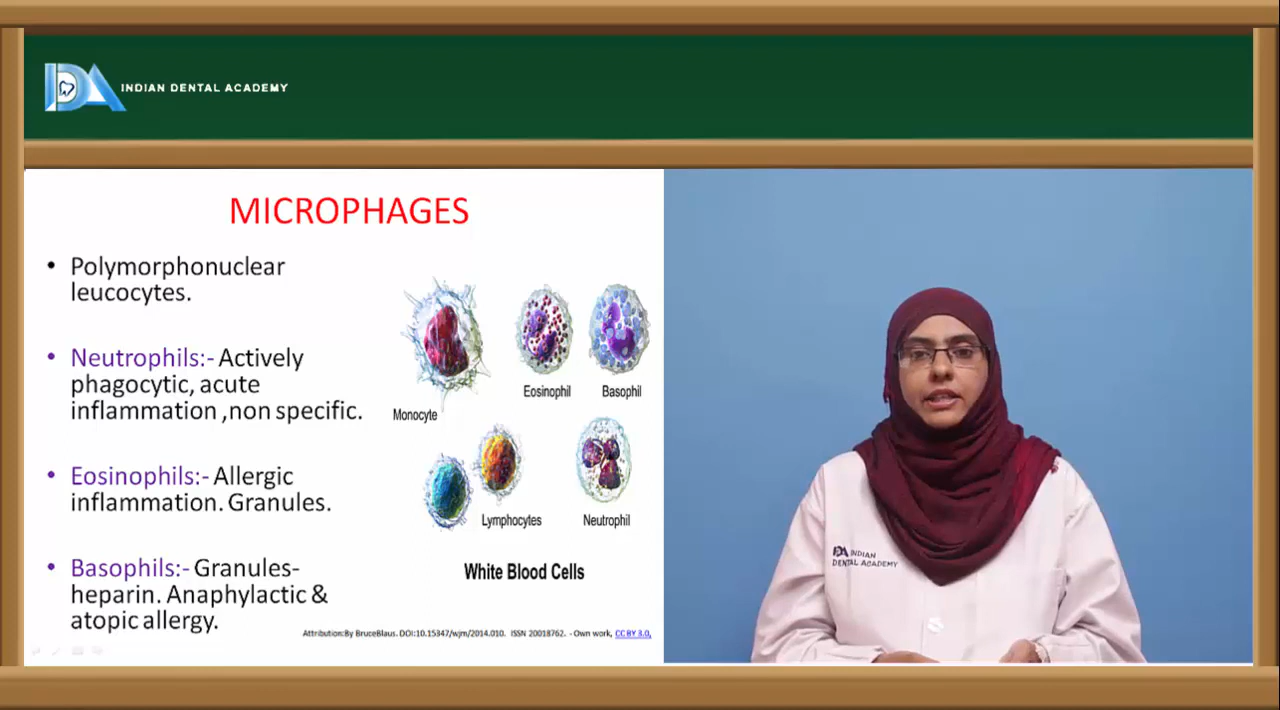 IDA INDIAN DENTAL ACADEMY
MICROPHAGES
• Polymorphonuclear
leucocytes.
• Neutrophils:- Actively
phagocytic, acute
inflammation ,non specific.
• Eosinophils:- Allergic
inflammation. Granules.
• Basophils:- Granules-
heparin. Anaphylactic &
atopic allergy.
Monocyte
Eosinophil
Basophil
Lymphocytes
Neutrophil
White Blood Cells
Attribution:By BruceBlaus. DOI:10.15347/wjm/2014.010. ISSN 20018762. - Own work, CC BY 3.0,
IDA INDIAN
DENTAL ACADEMY